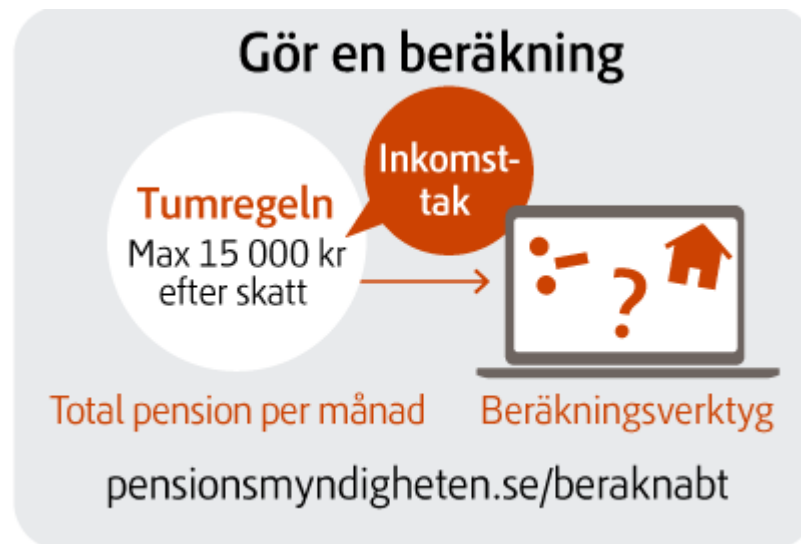 Gör en beräkning
Inkomst-
tak
Tumregeln
Max 15 000 kr
efter skatt
:-
?
Total pension per månad
Beräkningsverktyg
pensionsmyndigheten.se/beraknabt